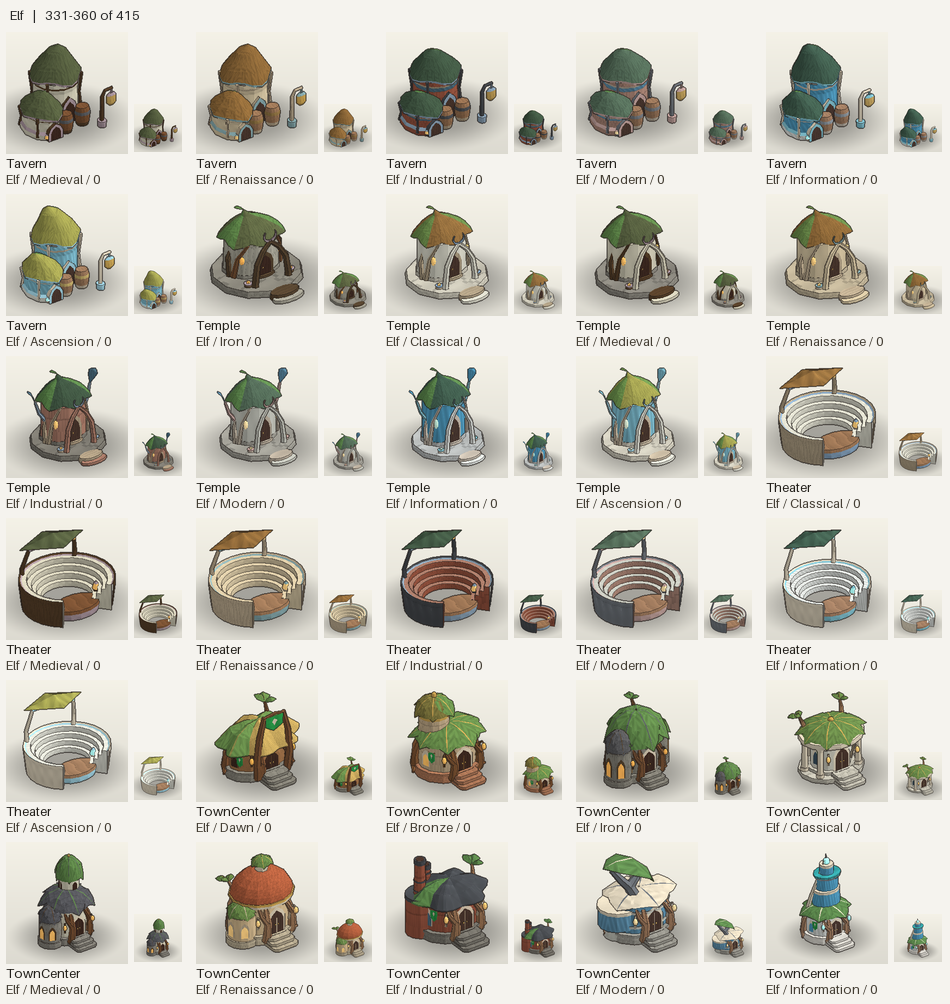 Elf | 331-360 of 415
Tavern
Elf / Medieval / 0
Tavern
Elf / Renaissance / 0
Tavern
Elf / Industrial / 0
Tavern
Elf / Modern / 0
Tavern
Elf / Information / 0
Tavern
Elf / Ascension / 0
Temple
Elf / Iron / 0
Temple
Elf / Classical / 0
Temple
Elf / Medieval / 0
Temple
Elf / Renaissance / 0
Temple
Elf / Industrial / 0
Temple
Elf / Modern / 0
Temple
Elf / Information / 0
Temple
Elf / Ascension / 0
Theater
Elf / Classical / 0
Theater
Elf / Medieval / 0
Theater
Elf / Renaissance / 0
Theater
Elf / Industrial / 0
Theater
Elf / Modern / 0
Theater
Elf / Information / 0
Theater
Elf / Ascension / 0
TownCenter
Elf / Dawn / 0
TownCenter
Elf / Bronze / 0
TownCenter
Elf / Iron / 0
TownCenter
Elf / Classical / 0
TownCenter
Elf / Medieval / 0
TownCenter
Elf / Renaissance / 0
TownCenter
Elf / Industrial / 0
TownCenter
Elf / Modern / 0
TownCenter
Elf / Information / 0